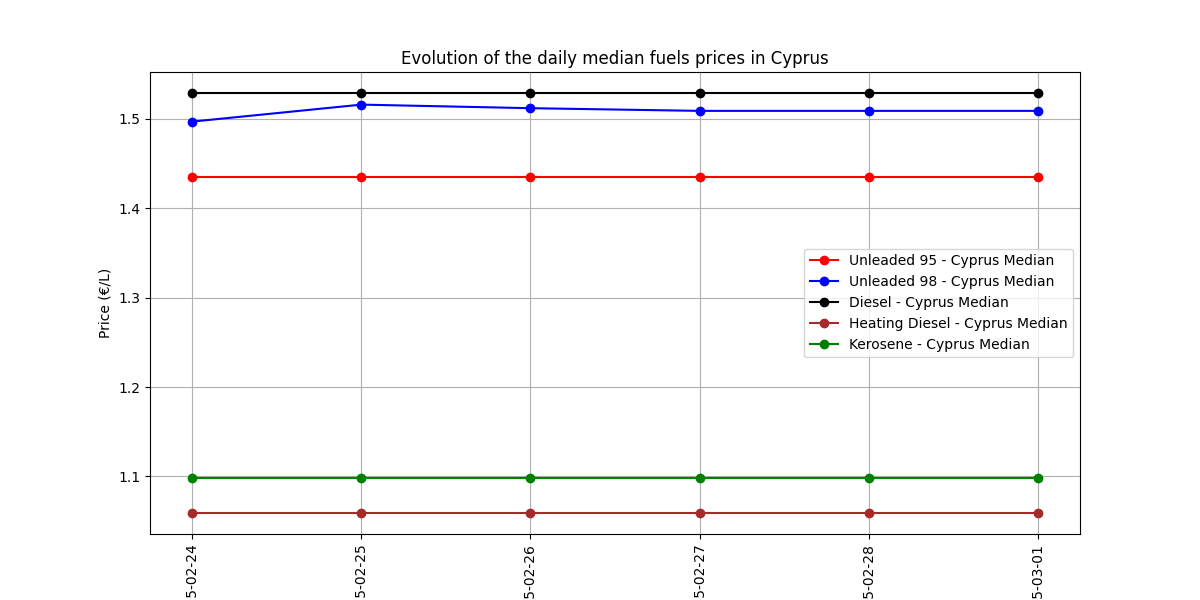 Evolution of the daily median fuels prices in Cyprus
Price (€/L)
1.5
1.4
1.3
1.2
1.1
Unleaded 95 - Cyprus Median
Unleaded 98 - Cyprus Median
Diesel - Cyprus Median
Heating Diesel - Cyprus Median
Kerosene - Cyprus Median
5-02-24
5-02-25
5-02-26
5-02-27
5-02-28
5-03-01